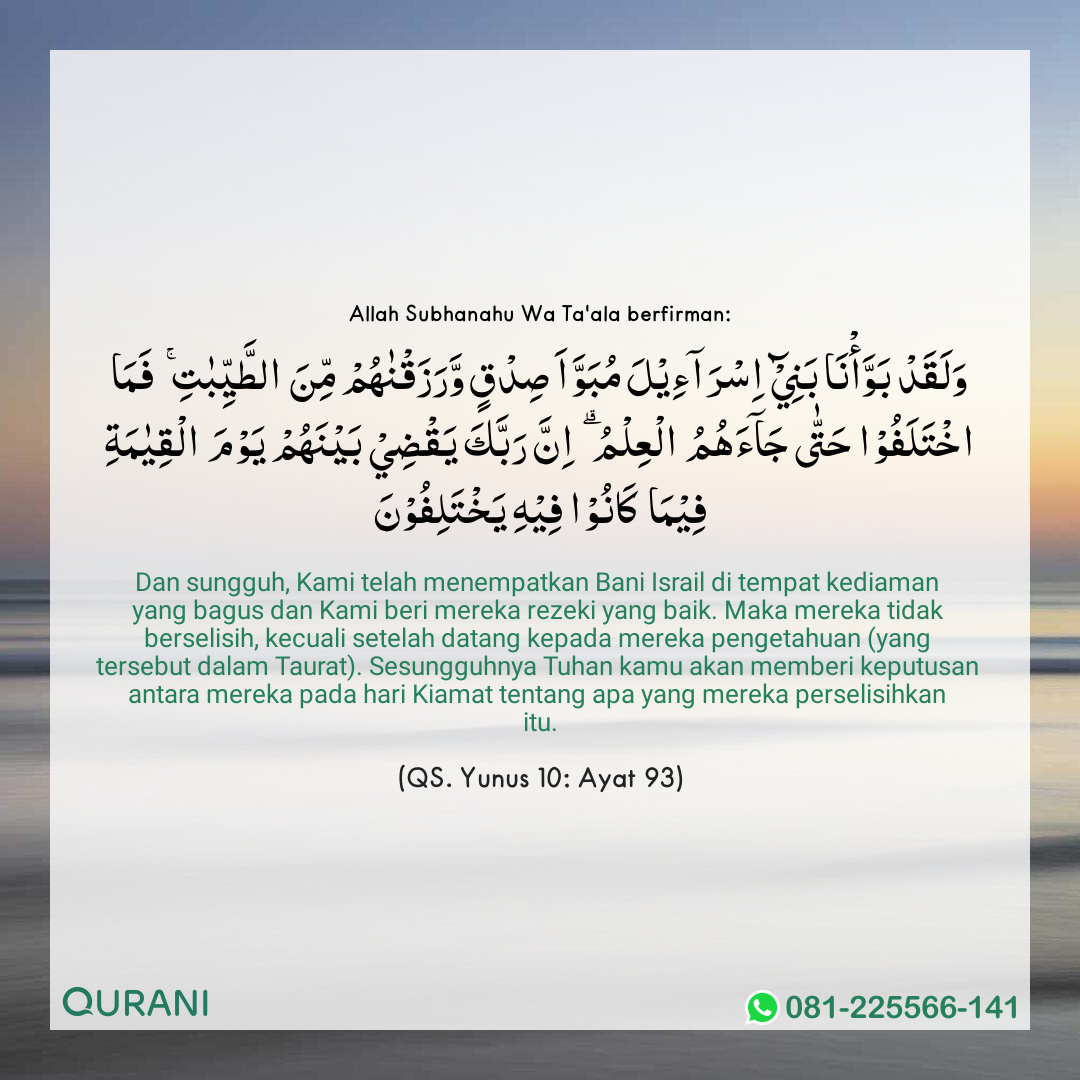 Allah Subhanahu Wa Ta'ala berfirman:
وَلَقَدْ بَوَّأْنَا بَنِيْٓ اِسْرَآءِيْلَ مُبَوَّاَ صِدْقٍ وَّرَزَقْنٰهُمْ مِّنَ الطَّيِّبٰتِ ۚ فَمَا
اخْتَلَفُوْا حَتّٰى جَآءَهُمُ الْعِلْمُ ۗ اِنَّ رَبَّكَ يَقْضِيْ بَيْنَهُمْ يَوْمَ الْقِيٰمَةِ
فِيْمَا كَانُوْا فِيْهِ يَخْتَلِفُوْنَ
Dan sungguh, Kami telah menempatkan Bani Israil di tempat kediaman
yang bagus dan Kami beri mereka rezeki yang baik. Maka mereka tidak
berselisih, kecuali setelah datang kepada mereka pengetahuan (yang
tersebut dalam Taurat). Sesungguhnya Tuhan kamu akan memberi keputusan
antara mereka pada hari Kiamat tentang apa yang mereka perselisihkan
itu.
(QS. Yunus 10: Ayat 93)
QURANI
081-225566-141